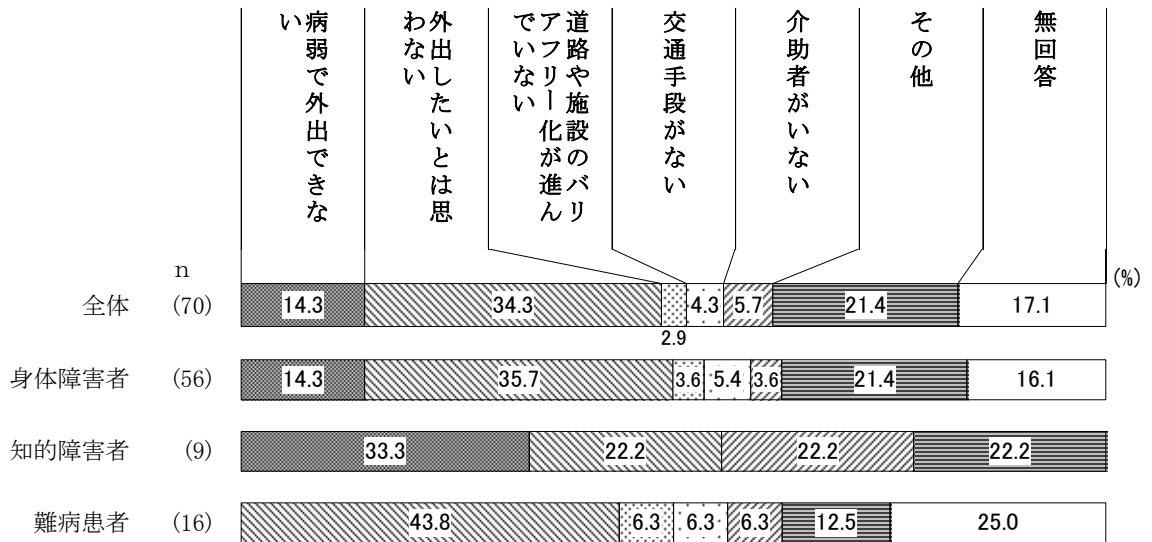 病弱で外出できな
い
外出したいとは思
わない
道路や施設のバリ
アフリー化が進ん
でいない
交通手段がない
介助者がいない
その他
無回答
n
(%)
全体 (70) 14.3 34.3 4.3 5.7 21.4 17.1
2.9
身体障害者 (56) 14.3 35.7 3.6 5.4 3.6 21.4 16.1
知的障害者 (9) 33.3 22.2 22.2 22.2
難病患者 (16) 43.8 6.3 6.3 6.3 12.5 25.0